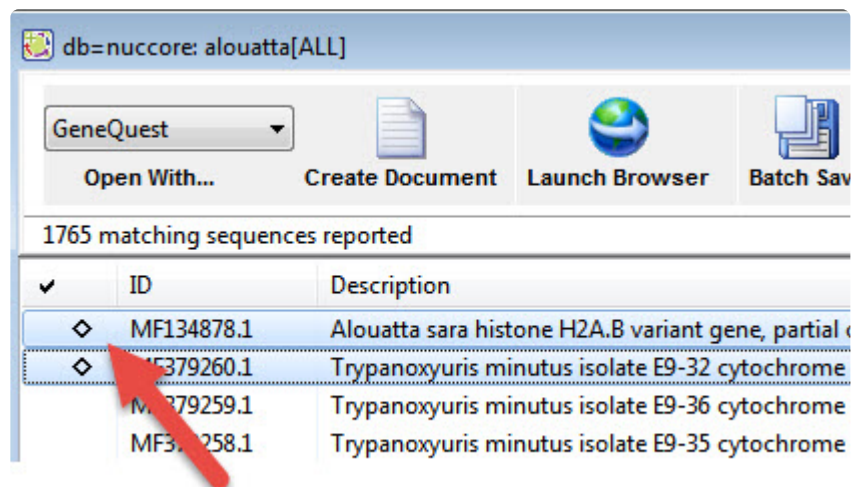 db=nuccore: alouatta[ALL]
GeneQuest
Open With... Create Document Launch Browser Batch Sav
1765 matching sequences reported
✔ ID Description
MF134878.1 Alouatta sara histone H2A.B variant gene, partial
379260.1 Trypanoxyuris minutus isolate E9-32 cytochrome
379259.1 Trypanoxyuris minutus isolate E9-36 cytochrome
258.1 Trypanoxyuris minutus isolate E9-35 cytochrome